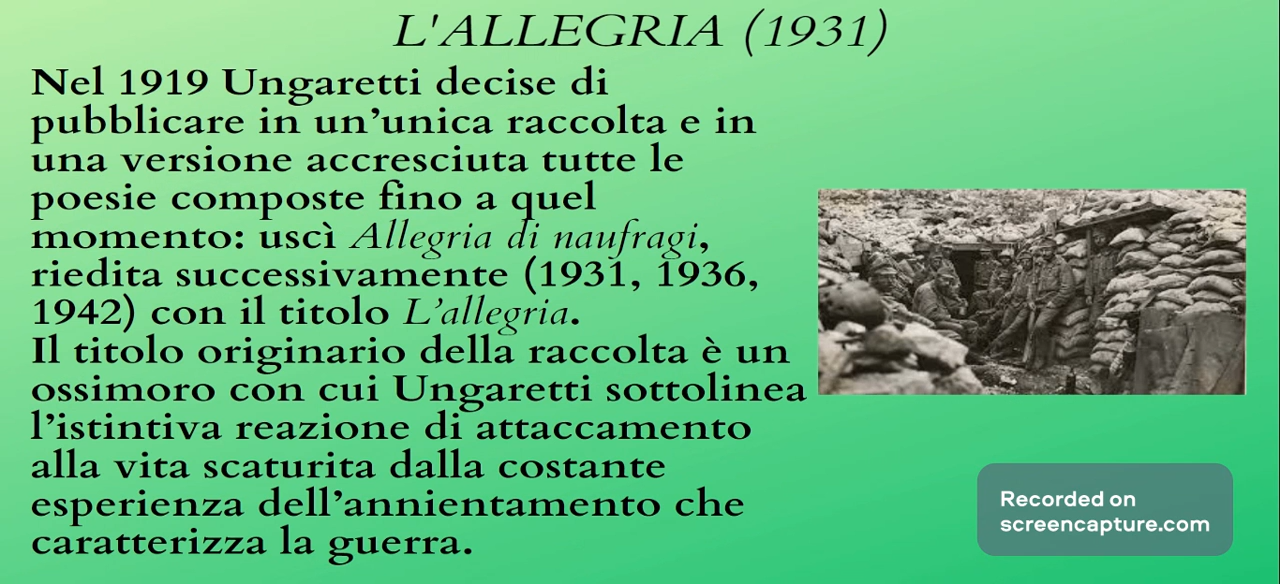 L'ALLEGRIA (1931)
Nel 1919 Ungaretti decise di
pubblicare in un’unica raccolta e in
una versione accresciuta tutte le
poesie composte fino a quel
momento: uscì Allegria di naufragi,
riedita successivamente (1931, 1936,
1942) con il titolo L’allegria.
Il titolo originario della raccolta è un
ossimoro con cui Ungaretti sottolinea
l’istintiva reazione di attaccamento
alla vita scaturita dalla costante
esperienza dell’annientamento che
caratterizza la guerra.
Recorded on
screencapture.com